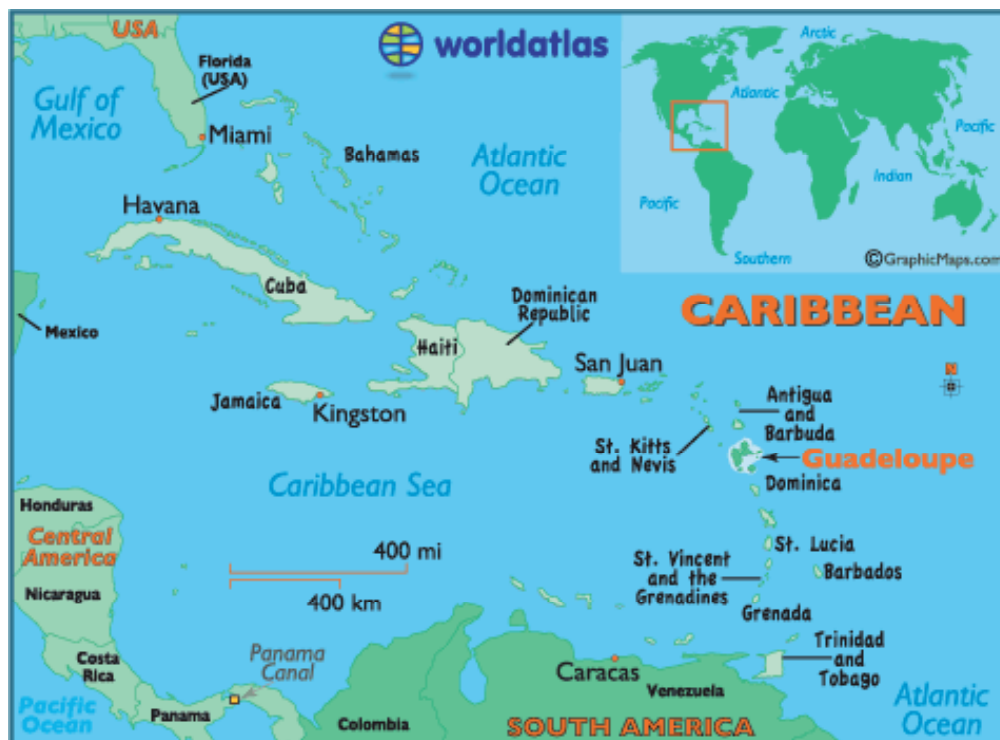 USA
worldatlas
Arctic
Florida
(USA)
Gulf of
Mexico
Atlantic
Pacific
Miami
Bahamas
Atlantic
Ocean
Indian
Pacific
Havana
Southern
©GraphicMaps.com
Cuba
Dominican
Republic
CARIBBEAN
Mexico
Haiti
San Juan
N
Jamaica
Kingston
Antigua
and
Barbuda
St. Kitts
and Nevis
Guadeloupe
Caribbean Sea
Dominica
Honduras
Central
America
400 mi
St. Lucia
St. Vincent
and the
Grenadines
Barbados
Nicaragua
400 km
Grenada
Trinidad
and
Tobago
Costa
Rica
Panama
Canal
Caracas
Venezuela
Pacific
Ocean
Panama
Colombia
SOUTH AMERICA
Atlantic
Ocean